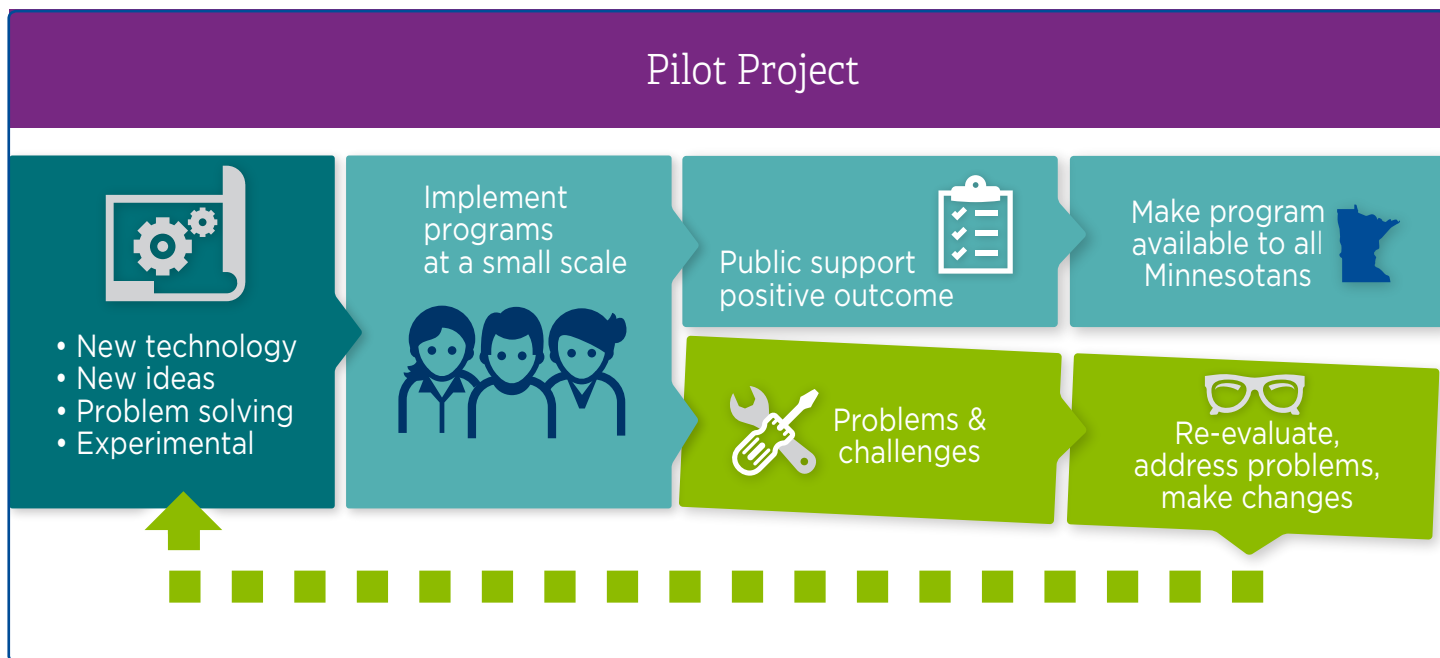 Pilot Project
• New technology
• New ideas
• Problem solving
• Experimental
Implement
programs
at a small scale
Public support
positive outcome
Make program
available to all
Minnesotans
Problems &
challenges
Re-evaluate,
address problems,
make changes